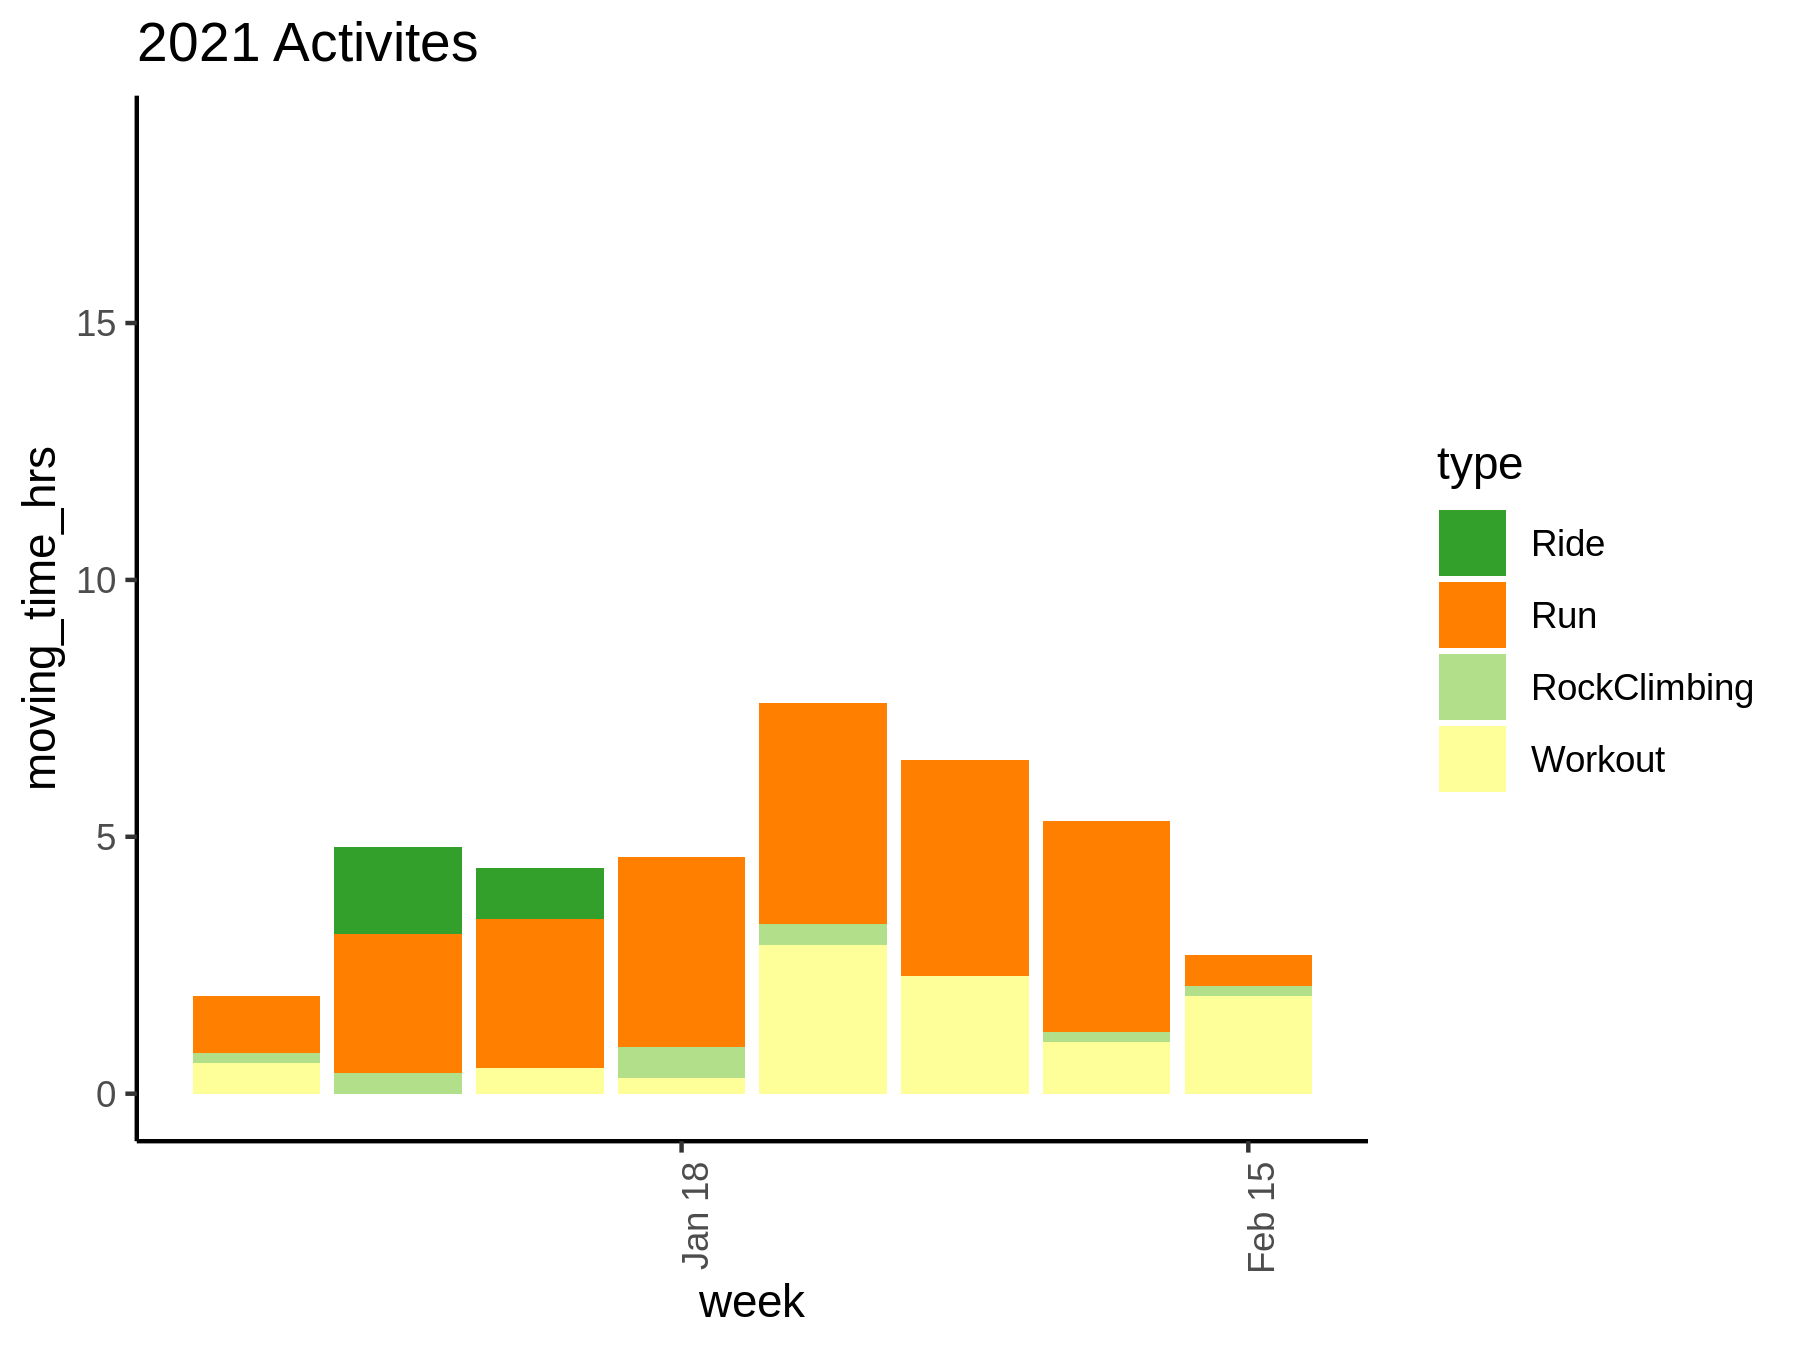 2021 Activites
moving_time_hrs
15
10
5
0
Jan 18
Feb 15
week
type
Ride
Run
RockClimbing
Workout